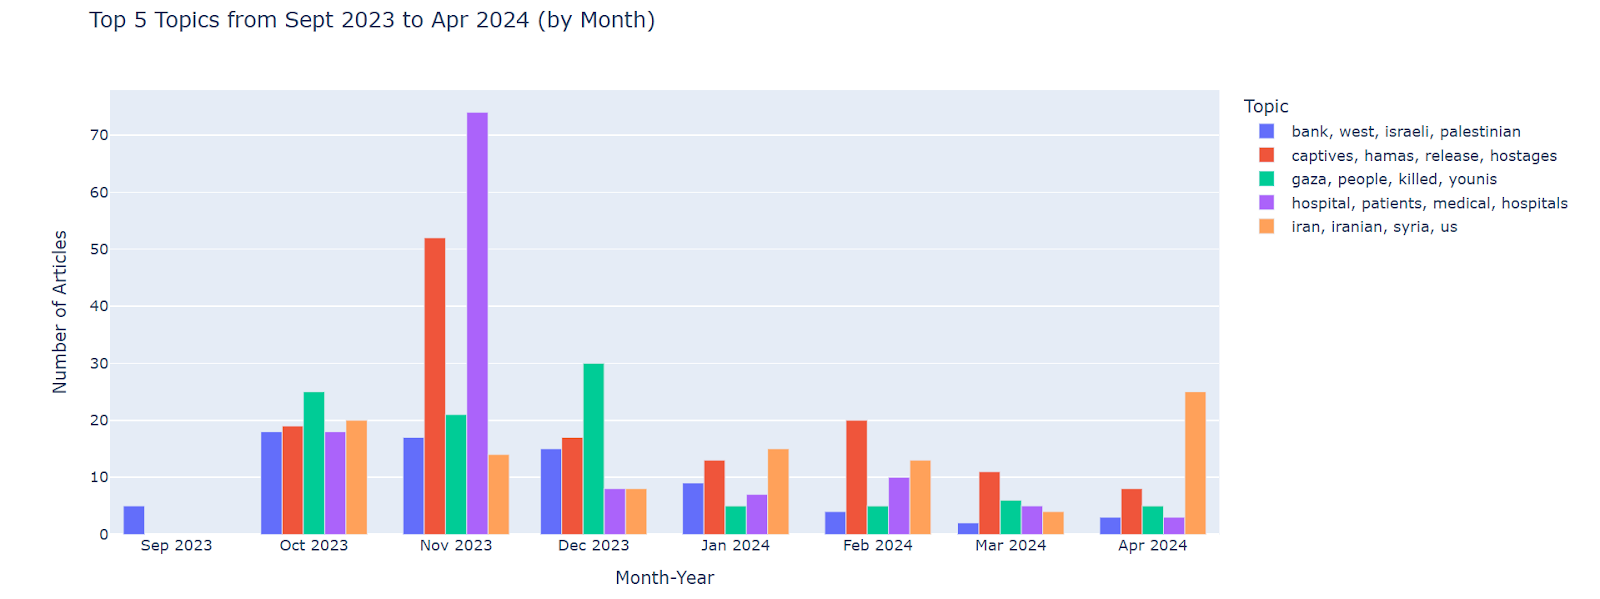 Top 5 Topics from Sept 2023 to Apr 2024 (by Month)
Number of Articles
70
60
50
40
30
20
10
0
Sep 2023
Oct 2023
Nov 2023
Dec 2023
Jan 2024
Feb 2024
Mar 2024
Apr 2024
Month-Year
Topic
bank, west, israeli, palestinian
captives, hamas, release, hostages
gaza, people, killed, younis
hospital, patients, medical, hospitals
iran, iranian, syria, us